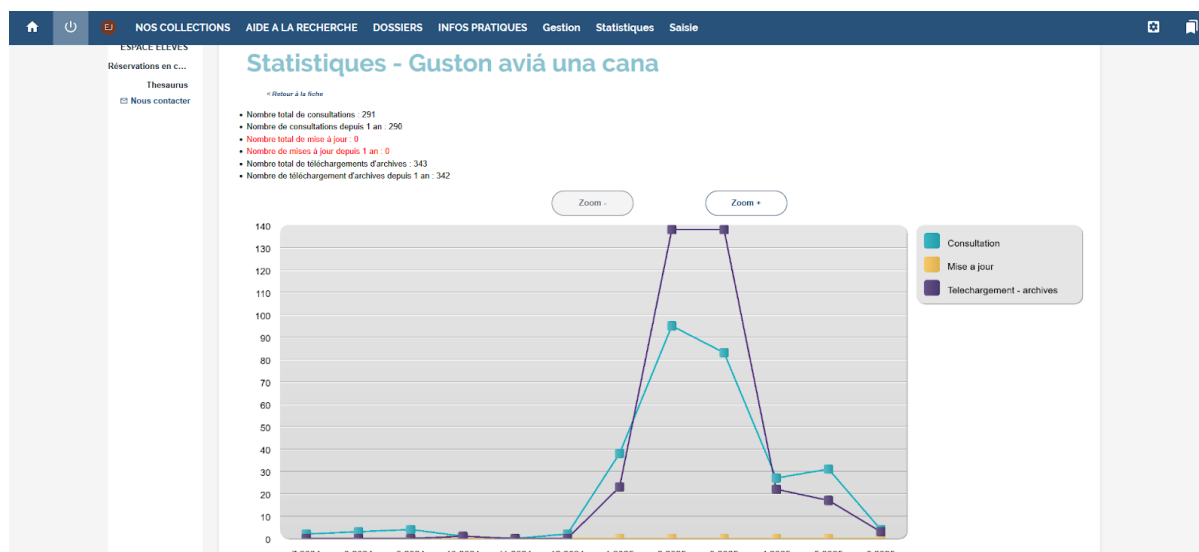 EJ NOS COLLECTIONS AIDE A LA RECHERCHE DOSSIERS INFOS PRATIQUES Gestion Statistiques Saisie
ESPACE ELEVES
Réservations en c...
Thesaurus
Nous contacter
Statistiques - Guston aviá una cana
< Retour à la fiche
• Nombre total de consultations : 291
• Nombre de consultations depuis 1 an : 290
• Nombre total de mise à jour : 0
• Nombre de mises à jour depuis 1 an : 0
• Nombre total de téléchargements d'archives : 343
• Nombre de téléchargement d'archives depuis 1 an : 342
Zoom - Zoom +
140
130
120
110
100
90
80
70
60
50
40
30
20
10
0
Consultation
Mise a jour
Telechargement - archives